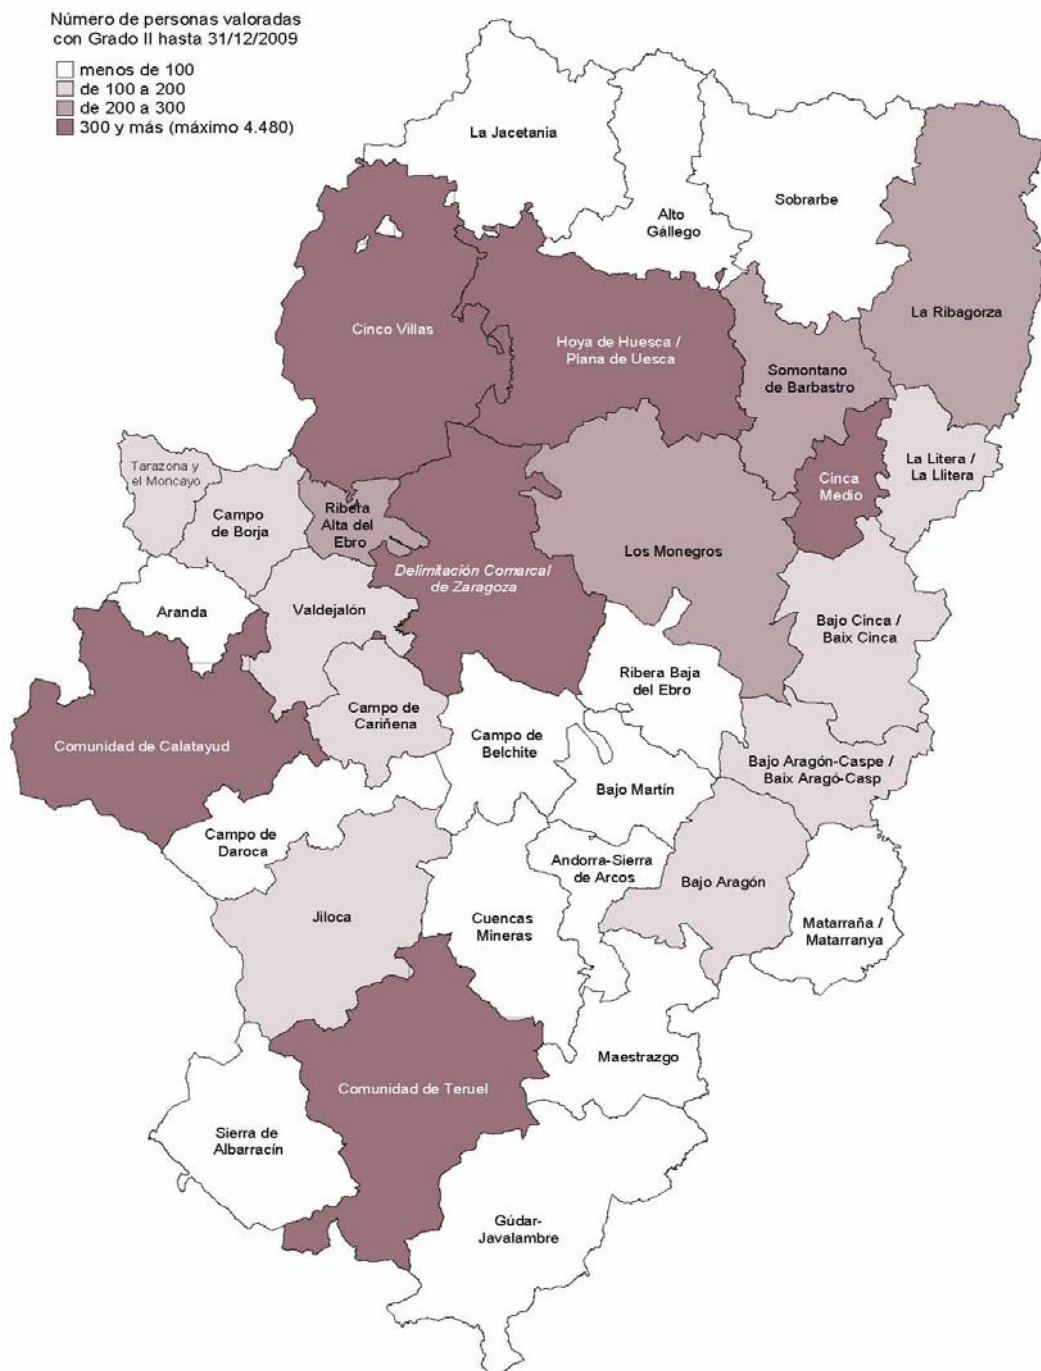 Número de personas valoradas
con Grado II hasta 31/12/2009
menos de 100
de 100 a 200
de 200 a 300
300 y más (máximo 4.480)
La Jacetania
Alto
Gállego
Sobrarbe
La Ribagorza
Cinco Villas
Hoya de Huesca /
Plana de Uesca
Somontano
de Barbastro
Tarazona y
el Moncayo
Campo
de Borja
Ribera
Alta del
Ebro
Cinca
Medio
La Litera /
La Llitera
Los Monegros
Delimitación Comarcal
de Zaragoza
Aranda
Valdejalón
Bajo Cinca /
Baix Cinca
Ribera Baja
del Ebro
Campo de
Cariñena
Comunidad de Calatayud
Campo de
Belchite
Bajo Aragón-Caspe /
Baix Aragó-Casp
Bajo Martín
Campo de
Daroca
Andorra-Sierra
de Arcos
Bajo Aragón
Jiloca
Cuencas
Mineras
Matarraña /
Matarranya
Maestrazgo
Comunidad de Teruel
Sierra de
Albarracín
Gúdar-
Javalambre